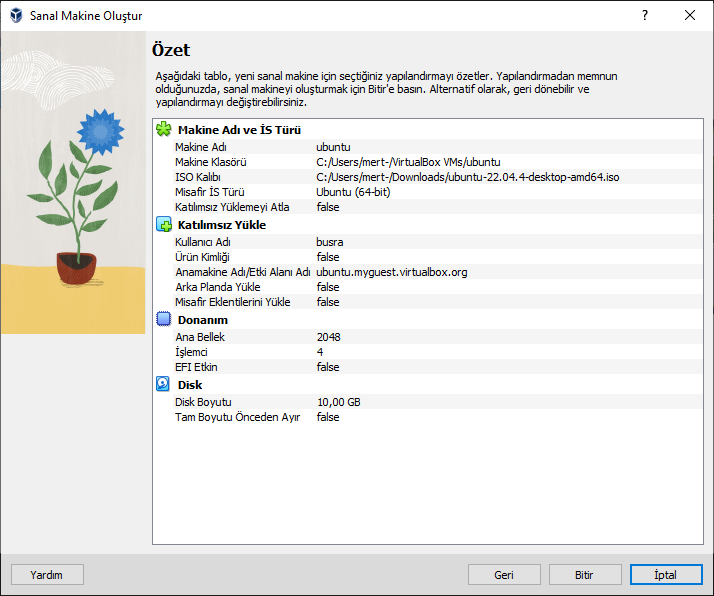 Sanal Makine Oluştur
?
Özet
Aşağıdaki tablo, yeni sanal makine için seçtiğiniz yapılandırmayı özetler. Yapılandırmadan memnun
olduğunuzda, sanal makineyi oluşturmak için Bitir'e basın. Alternatif olarak, geri dönebilir ve
yapılandırmayı değiştirebilirsiniz.
Makine Adı ve İS Türü
Makine Adı ubuntu
Makine Klasörü C:/Users/mert-/VirtualBox VMs/ubuntu
ISO Kalıbı C:/Users/mert-/Downloads/ubuntu-22.04.4-desktop-amd64.iso
Misafir İS Türü Ubuntu (64-bit)
Katılımsız Yüklemeyi Atla false
Katılımsız Yükle
Kullanıcı Adı busra
Ürün Kimliği false
Anamakine Adı/Etki Alanı Adı ubuntu.myguest.virtualbox.org
Arka Planda Yükle false
Misafir Eklentilerini Yükle false
Donanım
Ana Bellek 2048
İşlemci 4
EFI Etkin false
Disk
Disk Boyutu 10,00 GB
Tam Boyutu Önceden Ayır false
Yardım Geri Bitir İptal